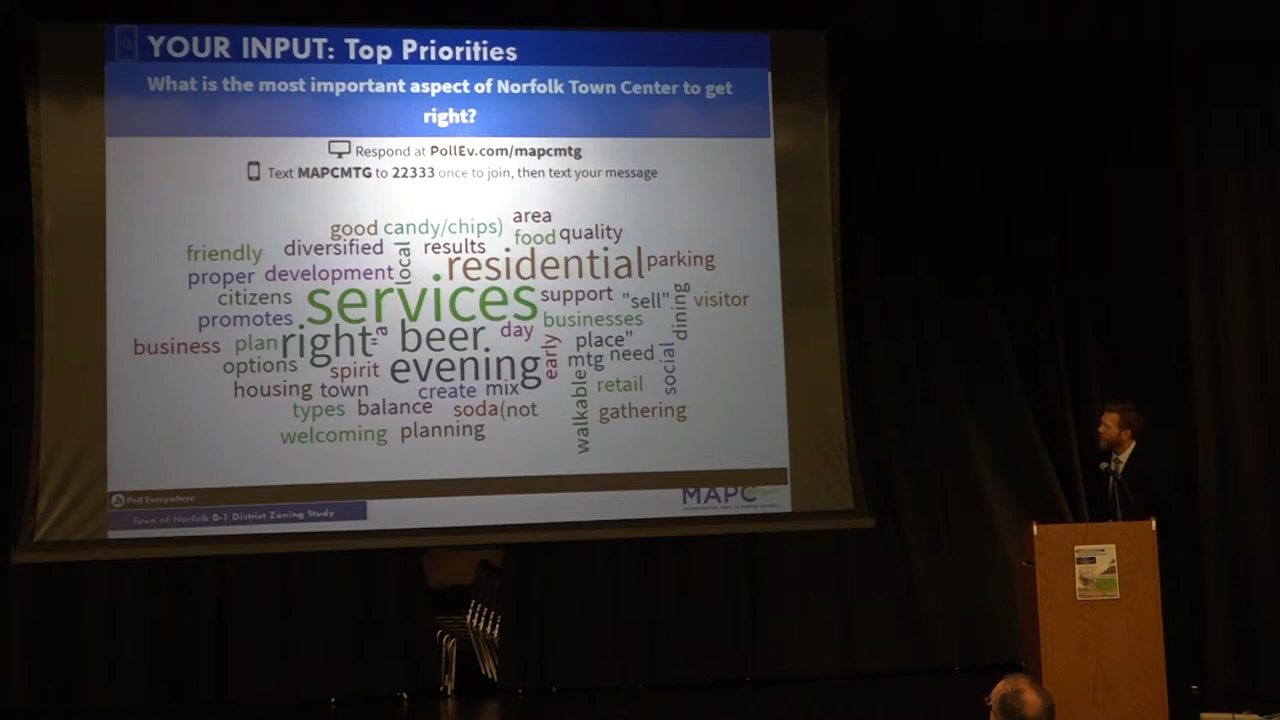 YOUR INPUT: Top Priorities
What is the most important aspect of Norfolk Town Center to get
right?
Respond at PollEv.com/mapcmtg
Text MAPCMTG to 22333 once to join, then text your message
area
good candy/chips)
food quality
friendly diversified local results
residential parking
proper development
citizens services support "sell" dining visitor
promotes businesses
right a beer. day
business plan early place"
options spirit evening mtg need social
housing town create mix walkable retail
types balance soda(not gathering
welcoming planning
Poll Everywhere
Town of Norfolk B-1 District Zoning Study
MAPC